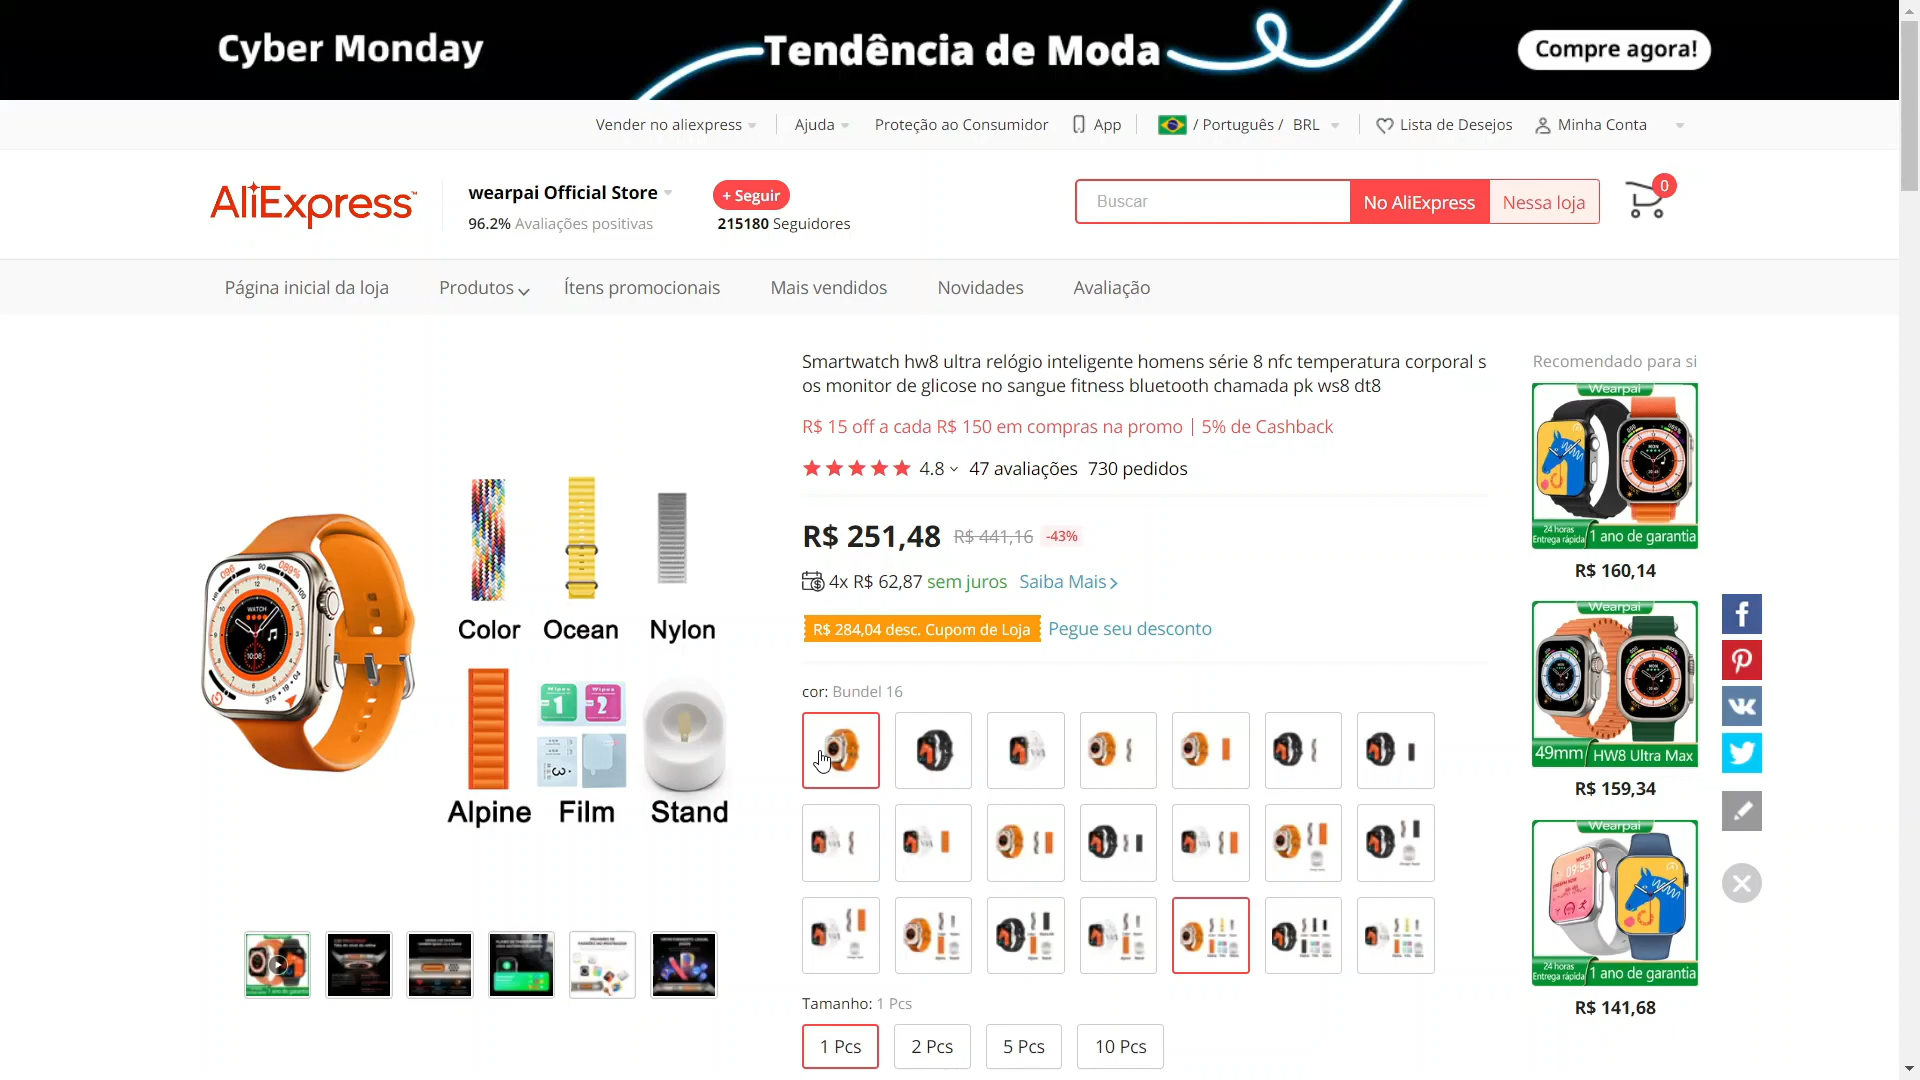 Cyber Monday
Tendência de Moda
Compre agora!
Vender no aliexpress
Ajuda
Proteção ao Consumidor
App
/ Português / BRL
Lista de Desejos
Minha Conta
AliExpress
wearpai Official Store
96.2% Avaliações positivas
+ Seguir
215180 Seguidores
Buscar
No AliExpress
Nessa loja
0
Página inicial da loja
Produtos
Ítens promocionais
Mais vendidos
Novidades
Avaliação
Smartwatch hw8 ultra relógio inteligente homens série 8 nfc temperatura corporal s
os monitor de glicose no sangue fitness bluetooth chamada pk ws8 dt8
R$ 15 off a cada R$ 150 em compras na promo | 5% de Cashback
4.8 47 avaliações 730 pedidos
R$ 251,48 R$ 441,16 -43%
4x R$ 62,87 sem juros Saiba Mais
R$ 284,04 desc. Cupom de Loja Pegue seu desconto
cor: Bundel 16
Tamanho: 1 Pcs
1 Pcs
2 Pcs
5 Pcs
10 Pcs
Color Ocean Nylon
Alpine Film Stand
Recomendado para si
Wearpai
24 horas
Entrega rápida
1 ano de garantia
R$ 160,14
Wearpai
49mm HW8 Ultra Max
R$ 159,34
Wearpai
24 horas
Entrega rápida
1 ano de garantia
R$ 141,68